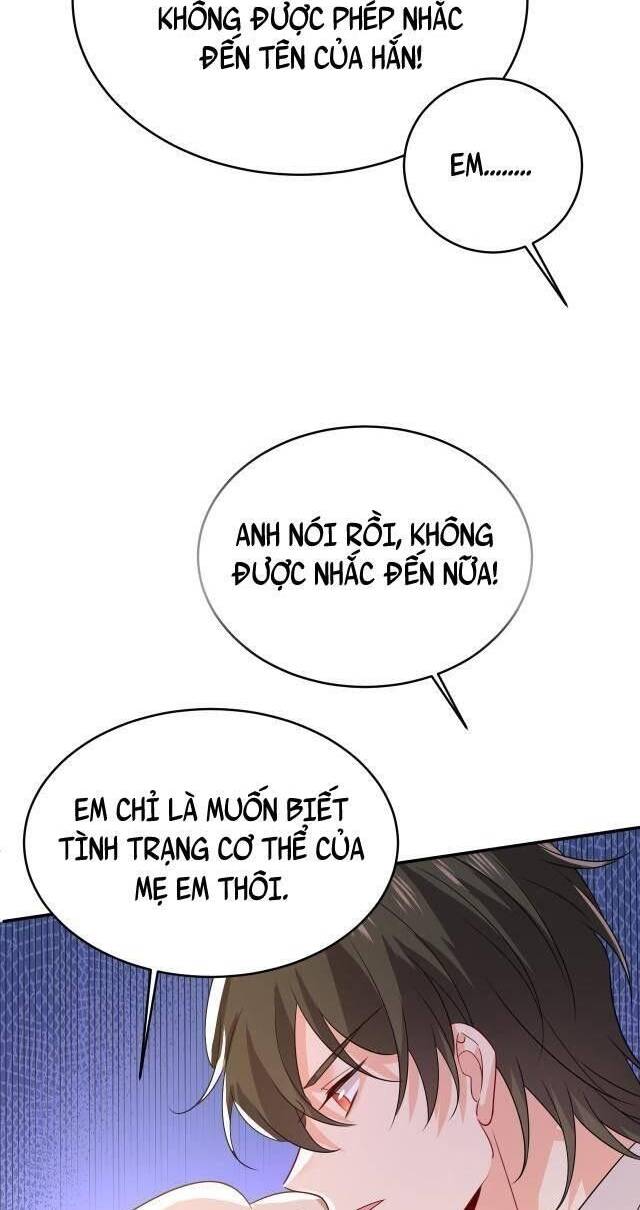 KHÔNG ĐƯỢC PHÉP NHẮC
ĐẾN TÊN CỦA HẮN!
EM........
ANH NÓI RỒI, KHÔNG
ĐƯỢC NHẮC ĐẾN NỮA!
EM CHỈ LÀ MUỐN BIẾT
TÌNH TRẠNG CƠ THỂ CỦA
MẸ EM THÔI.